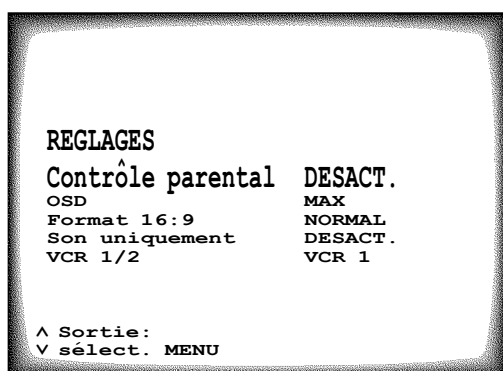 REGLAGES
Contrôle parental DESACT.
OSD MAX
Format 16:9 NORMAL
Son uniquement DESACT.
VCR 1/2 VCR 1
∧ Sortie:
∨ sélect. MENU